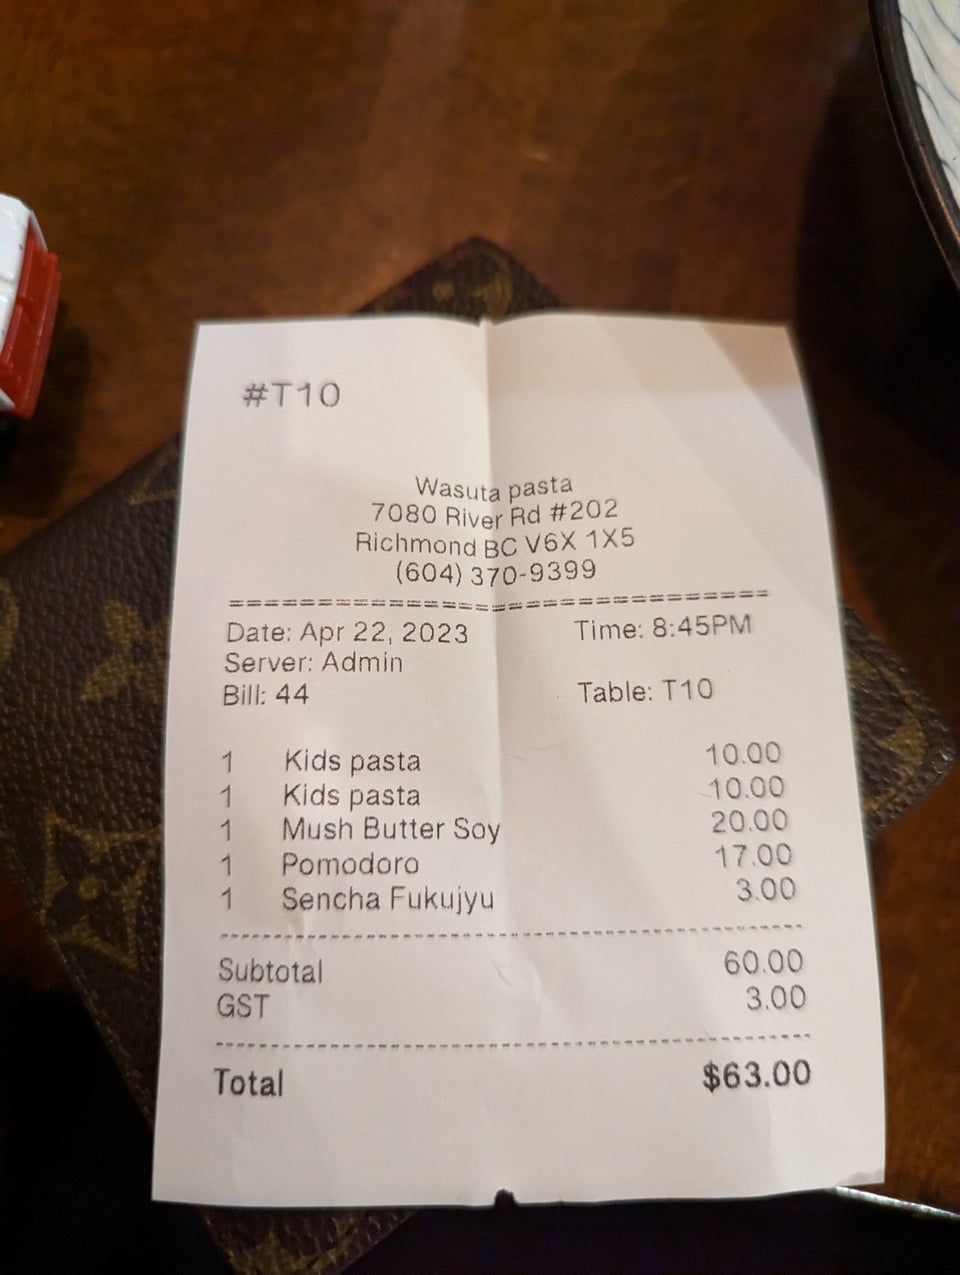 #T10
Wasuta pasta
7080 River Rd #202
Richmond BC V6X 1X5
(604) 370-9399
Date: Apr 22, 2023 Time: 8:45PM
Server: Admin
Bill: 44 Table: T10
1 Kids pasta 10.00
1 Kids pasta 10.00
1 Mush Butter Soy 20.00
1 Pomodoro 17.00
1 Sencha Fukujyu 3.00
Subtotal 60.00
GST 3.00
Total $63.00